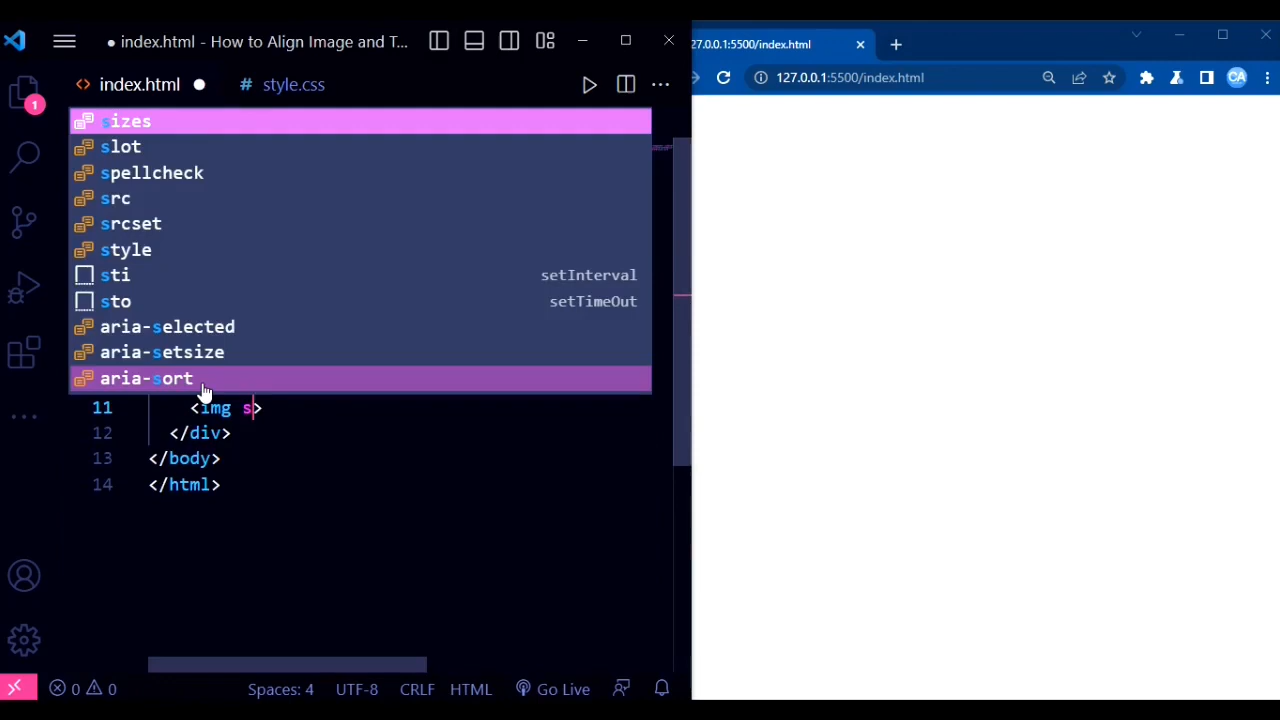 index.html - How to Align Image and T...
27.0.0.1:5500/index.html
index.html
# style.css
127.0.0.1:5500/index.html
CA
1
sizes
slot
spellcheck
src
srcset
style
sti setInterval
sto setTimeOut
aria-selected
aria-setsize
aria-sort
11 <img s>
12 </div>
13 </body>
14 </html>
0 0 Spaces: 4 UTF-8 CRLF HTML Go Live